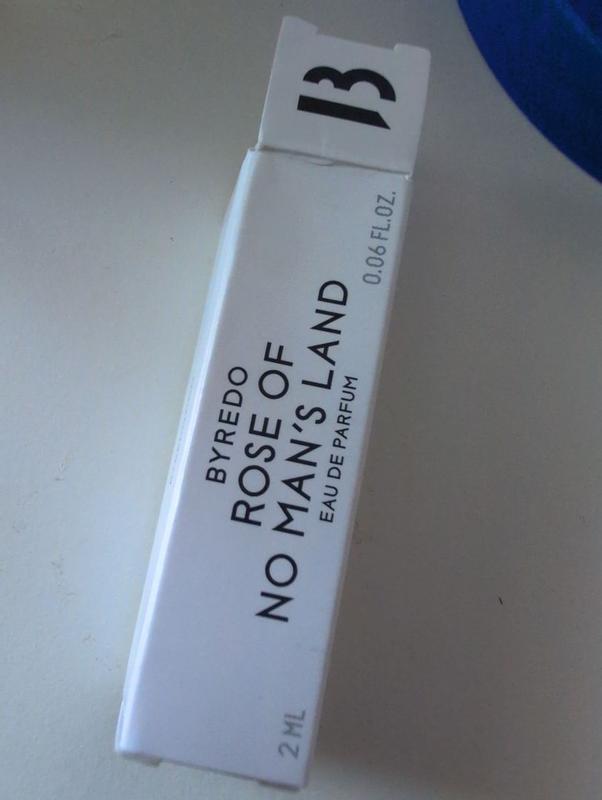 B
BYREDO
ROSE OF
NO MAN'S LAND
EAU DE PARFUM
2 ML
0.06 FL.OZ.